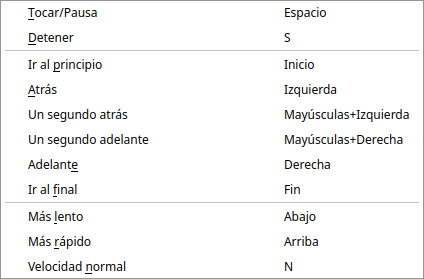 Tocar/Pausa Espacio
Detener S
Ir al principio Inicio
Atrás Izquierda
Un segundo atrás Mayúsculas+Izquierda
Un segundo adelante Mayúsculas+Derecha
Adelante Derecha
Ir al final Fin
Más lento Abajo
Más rápido Arriba
Velocidad normal N